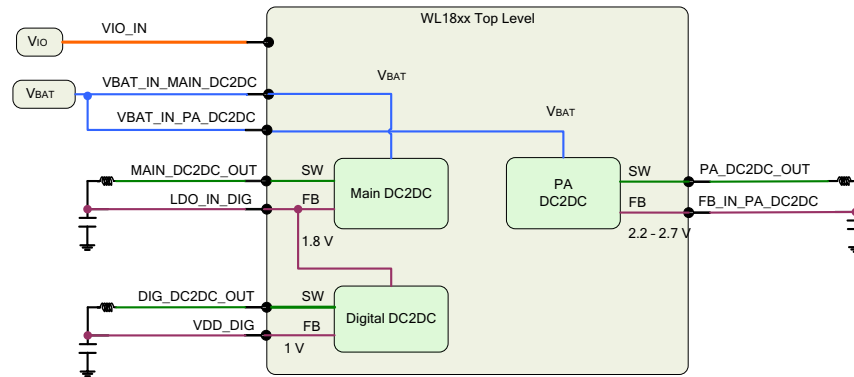 WL18xx Top Level
VIO
VIO_IN
VBAT
VBAT_IN_MAIN_DC2DC
VBAT
VBAT_IN_PA_DC2DC
VBAT
MAIN_DC2DC_OUT
SW
Main DC2DC
LDO_IN_DIG
FB
1.8 V
PA
DC2DC
SW
PA_DC2DC_OUT
FB
FB_IN_PA_DC2DC
2.2 – 2.7 V
DIG_DC2DC_OUT
SW
Digital DC2DC
VDD_DIG
FB
1 V